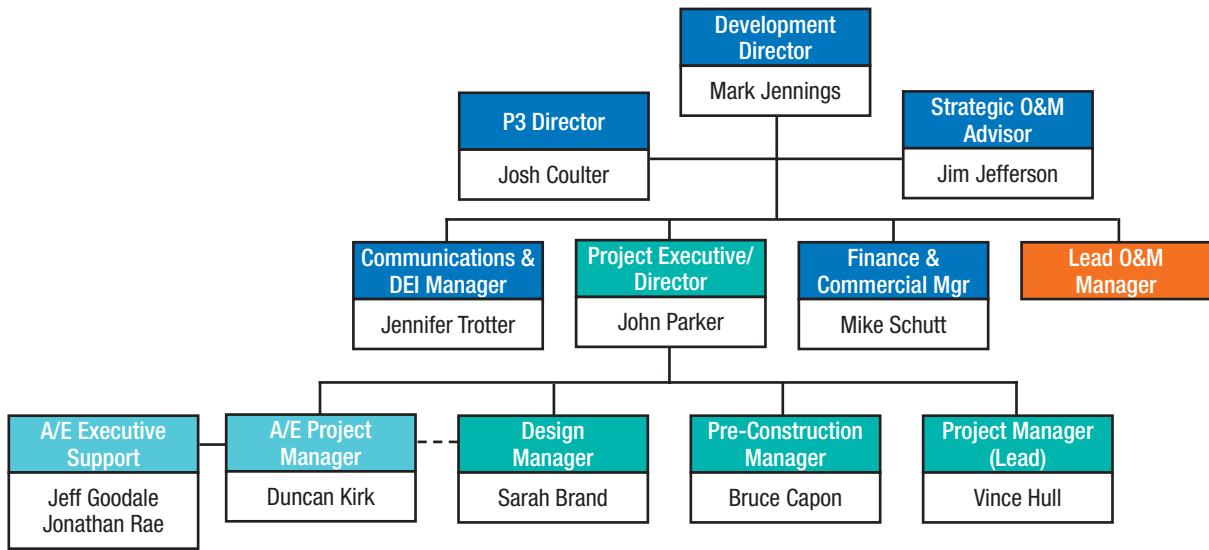 Development
Director
Mark Jennings
P3 Director
Josh Coulter
Strategic O&M
Advisor
Jim Jefferson
Communications &
DEI Manager
Jennifer Trotter
Project Executive/
Director
John Parker
Finance &
Commercial Mgr
Mike Schutt
Lead O&M
Manager
A/E Executive
Support
Jeff Goodale
Jonathan Rae
A/E Project
Manager
Duncan Kirk
Design
Manager
Sarah Brand
Pre-Construction
Manager
Bruce Capon
Project Manager
(Lead)
Vince Hull